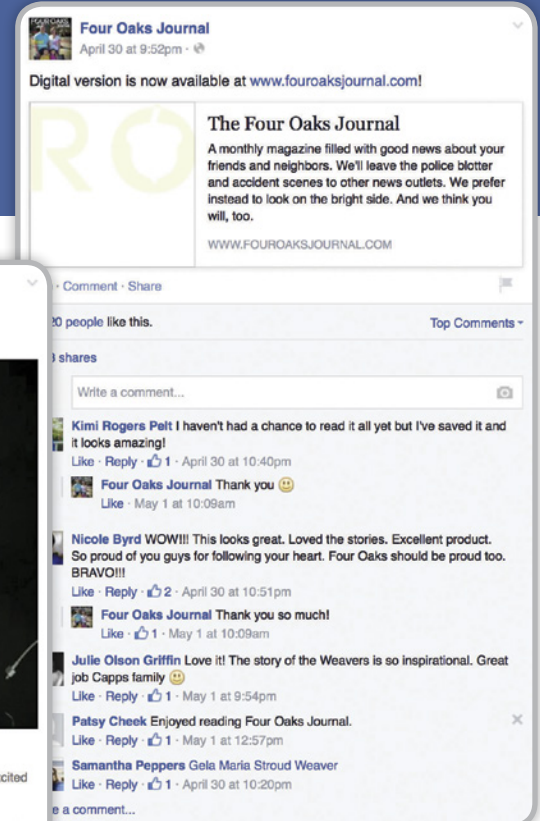 Four Oaks Journal
April 30 at 9:52pm ·
Digital version is now available at www.fouroaksjournal.com!
RO
The Four Oaks Journal
A monthly magazine filled with good news about your
friends and neighbors. We'll leave the police blotter
and accident scenes to other news outlets. We prefer
instead to look on the bright side. And we think you
will, too.
WWW.FOUROAKSJOURNAL.COM
· Comment · Share
people like this.
Top Comments
shares
Write a comment...
Kimi Rogers Pelt I haven't had a chance to read it all yet but I've saved it and
it looks amazing!
Like · Reply · 1 · April 30 at 10:40pm
Four Oaks Journal Thank you 🙂
Like · May 1 at 10:09am
Nicole Byrd WOW!!! This looks great. Loved the stories. Excellent product.
So proud of you guys for following your heart. Four Oaks should be proud too.
BRAVO!!!
Like · Reply · 2 · April 30 at 10:51pm
Four Oaks Journal Thank you so much!
Like · 1 · May 1 at 10:09am
Julie Olson Griffin Love it! The story of the Weavers is so inspirational. Great
job Capps family 🙂
Like · Reply · 1 · May 1 at 9:54pm
Patsy Cheek Enjoyed reading Four Oaks Journal.
Like · Reply · 1 · May 1 at 12:57pm
Samantha Peppers Gela Maria Stroud Weaver
Like · Reply · 1 · April 30 at 10:20pm
a comment...